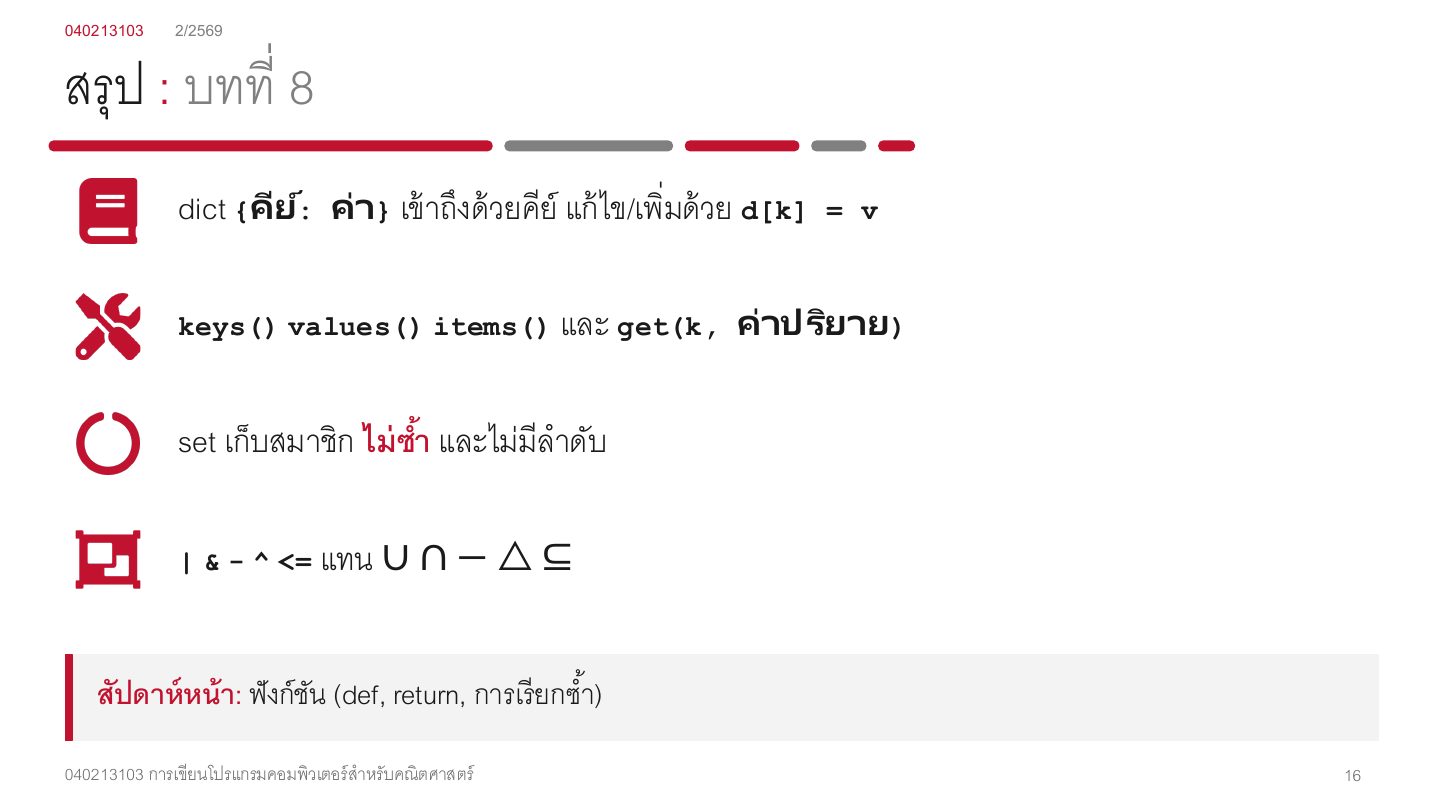 040213103 2/2569
สรุป : บทที่ 8
dict {คีย์: ค่า} เข้าถึงด้วยคีย์ แก้ไข/เพิ่มด้วย d[k] = v
keys() values() items() และ get(k, ค่าปริยาย)
set เก็บสมาชิก ไม่ซ้ำ และไม่มีลำดับ
| & - ^ <= แทน ∪ ∩ − △ ⊆
สัปดาห์หน้า: ฟังก์ชัน (def, return, การเรียกซ้ำ)
040213103 การเขียนโปรแกรมคอมพิวเตอร์สำหรับคณิตศาสตร์ 16